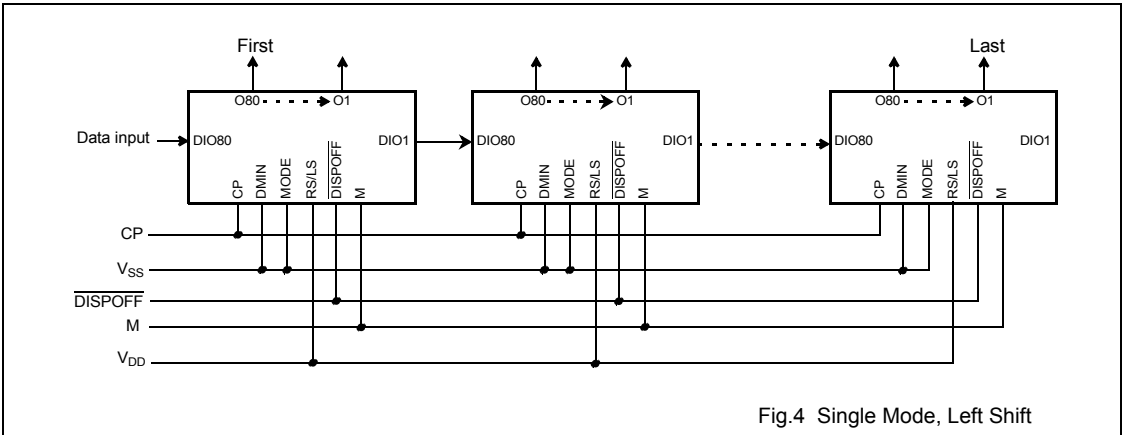 First Last
O80 O1 O80 O1 O80 O1
Data input DIO80 DIO1 DIO80 DIO1 DIO80 DIO1
CP DMIN MODE RS/LS DISPOFF M CP DMIN MODE RS/LS DISPOFF M CP DMIN MODE RS/LS DISPOFF M
CP
VSS
DISPOFF
M
VDD
Fig.4 Single Mode, Left Shift